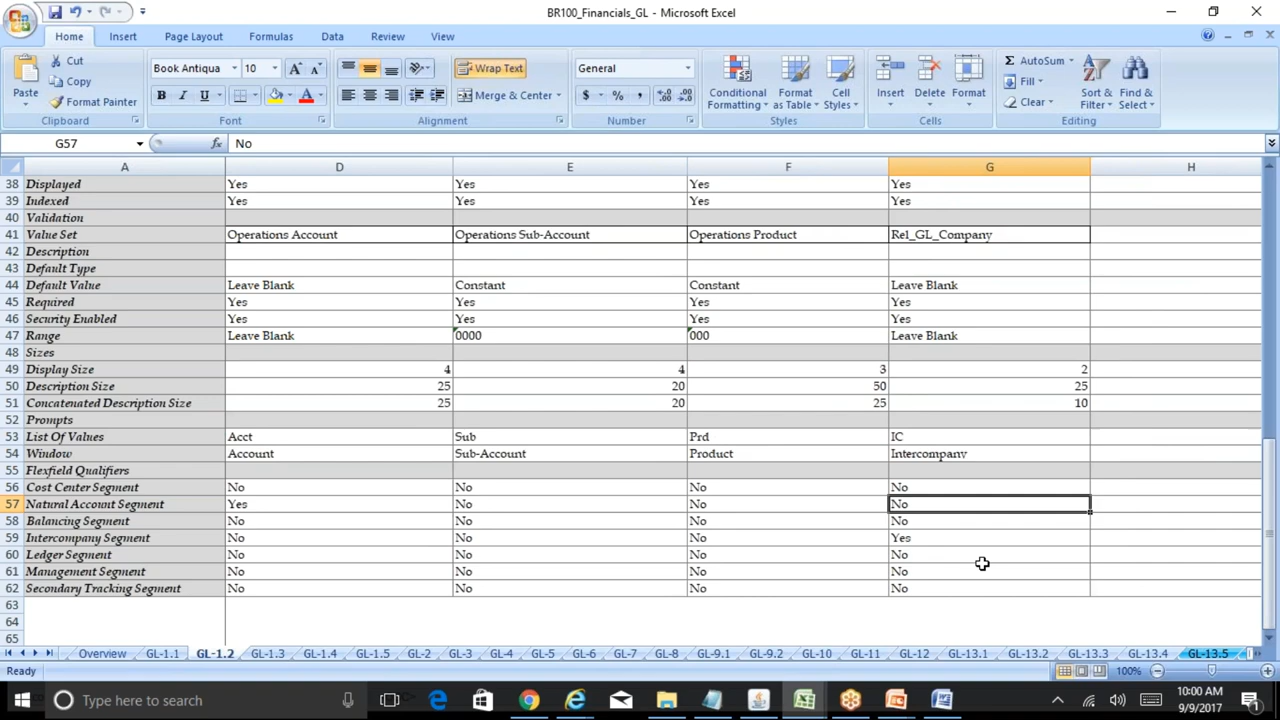 BR100_Financials_GL - Microsoft Excel
Home Insert Page Layout Formulas Data Review View
Paste
Cut
Copy
Format Painter
Clipboard
Book Antiqua 10
B I U
Font
Wrap Text
Merge & Center
Alignment
General
$ % ,
Number
Conditional Formatting
Format as Table
Cell Styles
Styles
Insert Delete Format
Cells
Σ AutoSum
Fill
Clear
Sort & Filter
Find & Select
Editing
G57 fx No
A D E F G H
38 Displayed Yes Yes Yes Yes
39 Indexed Yes Yes Yes Yes
40 Validation
41 Value Set Operations Account Operations Sub-Account Operations Product Rel_GL_Company
42 Description
43 Default Type
44 Default Value Leave Blank Constant Constant Leave Blank
45 Required Yes Yes Yes Yes
46 Security Enabled Yes Yes Yes Yes
47 Range Leave Blank 0000 000 Leave Blank
48 Sizes
49 Display Size 4 4 3 2
50 Description Size 25 20 50 25
51 Concatenated Description Size 25 20 25 10
52 Prompts
53 List Of Values Acct Sub Prd IC
54 Window Account Sub-Account Product Intercompany
55 Flexfield Qualifiers
56 Cost Center Segment No No No No
57 Natural Account Segment Yes No No No
58 Balancing Segment No No No No
59 Intercompany Segment No No No Yes
60 Ledger Segment No No No No
61 Management Segment No No No No
62 Secondary Tracking Segment No No No No
63
64
65
Overview GL-1.1 GL-1.2 GL-1.3 GL-1.4 GL-1.5 GL-2 GL-3 GL-4 GL-5 GL-6 GL-7 GL-8 GL-9.1 GL-9.2 GL-10 GL-11 GL-12 GL-13.1 GL-13.2 GL-13.3 GL-13.4 GL-13.5
Ready 100%
Type here to search
10:00 AM
9/9/2017